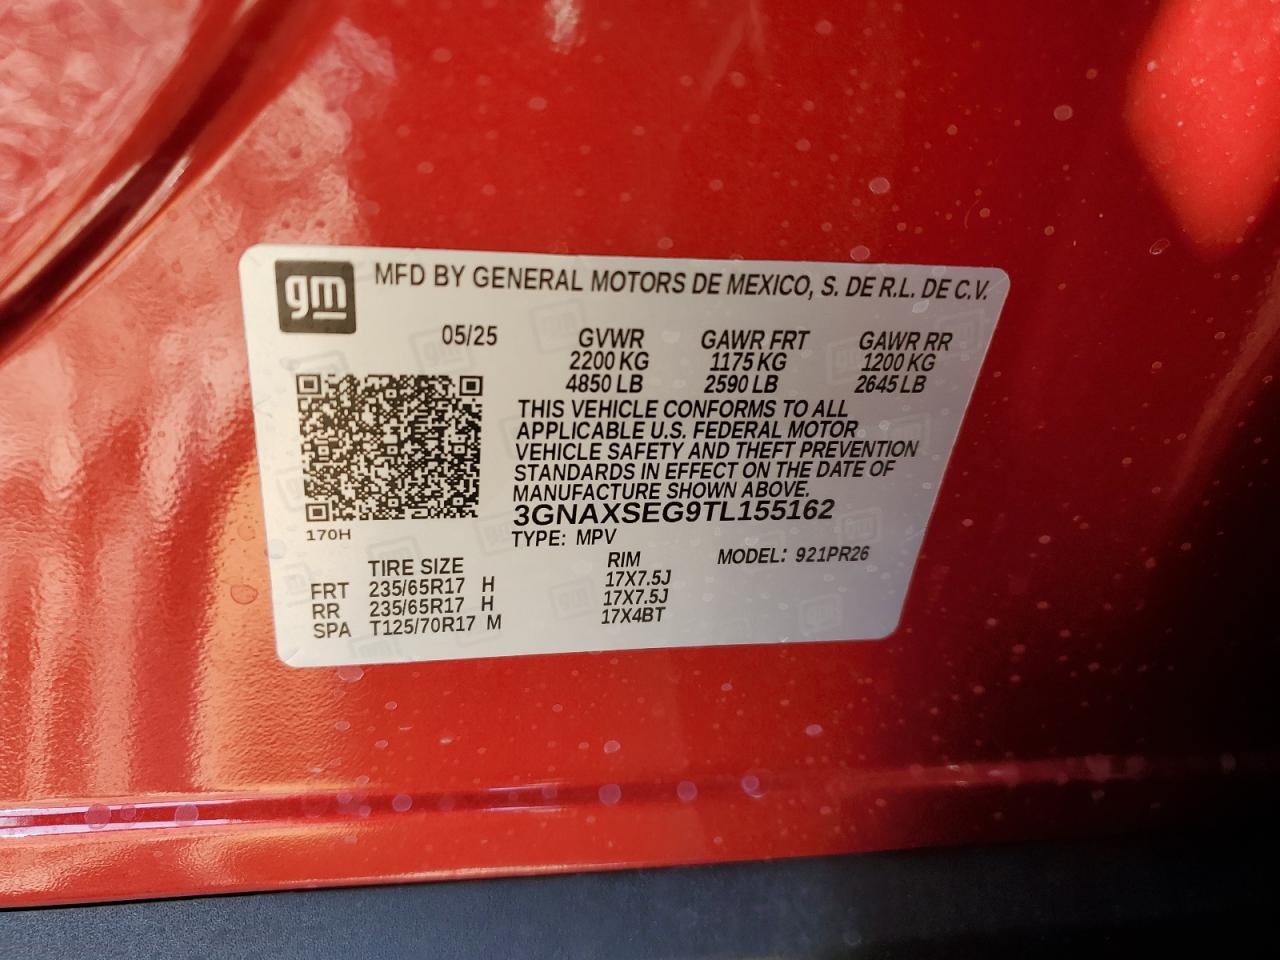 gm MFD BY GENERAL MOTORS DE MEXICO, S. DE R.L. DE C.V.
05/25 GVWR GAWR FRT GAWR RR
2200 KG 1175 KG 1200 KG
4850 LB 2590 LB 2645 LB
THIS VEHICLE CONFORMS TO ALL
APPLICABLE U.S. FEDERAL MOTOR
VEHICLE SAFETY AND THEFT PREVENTION
STANDARDS IN EFFECT ON THE DATE OF
MANUFACTURE SHOWN ABOVE.
3GNAXSEG9TL155162
170H
TYPE: MPV
MODEL: 921PR26
TIRE SIZE RIM
FRT 235/65R17 H 17X7.5J
RR 235/65R17 H 17X7.5J
SPA T125/70R17 M 17X4BT